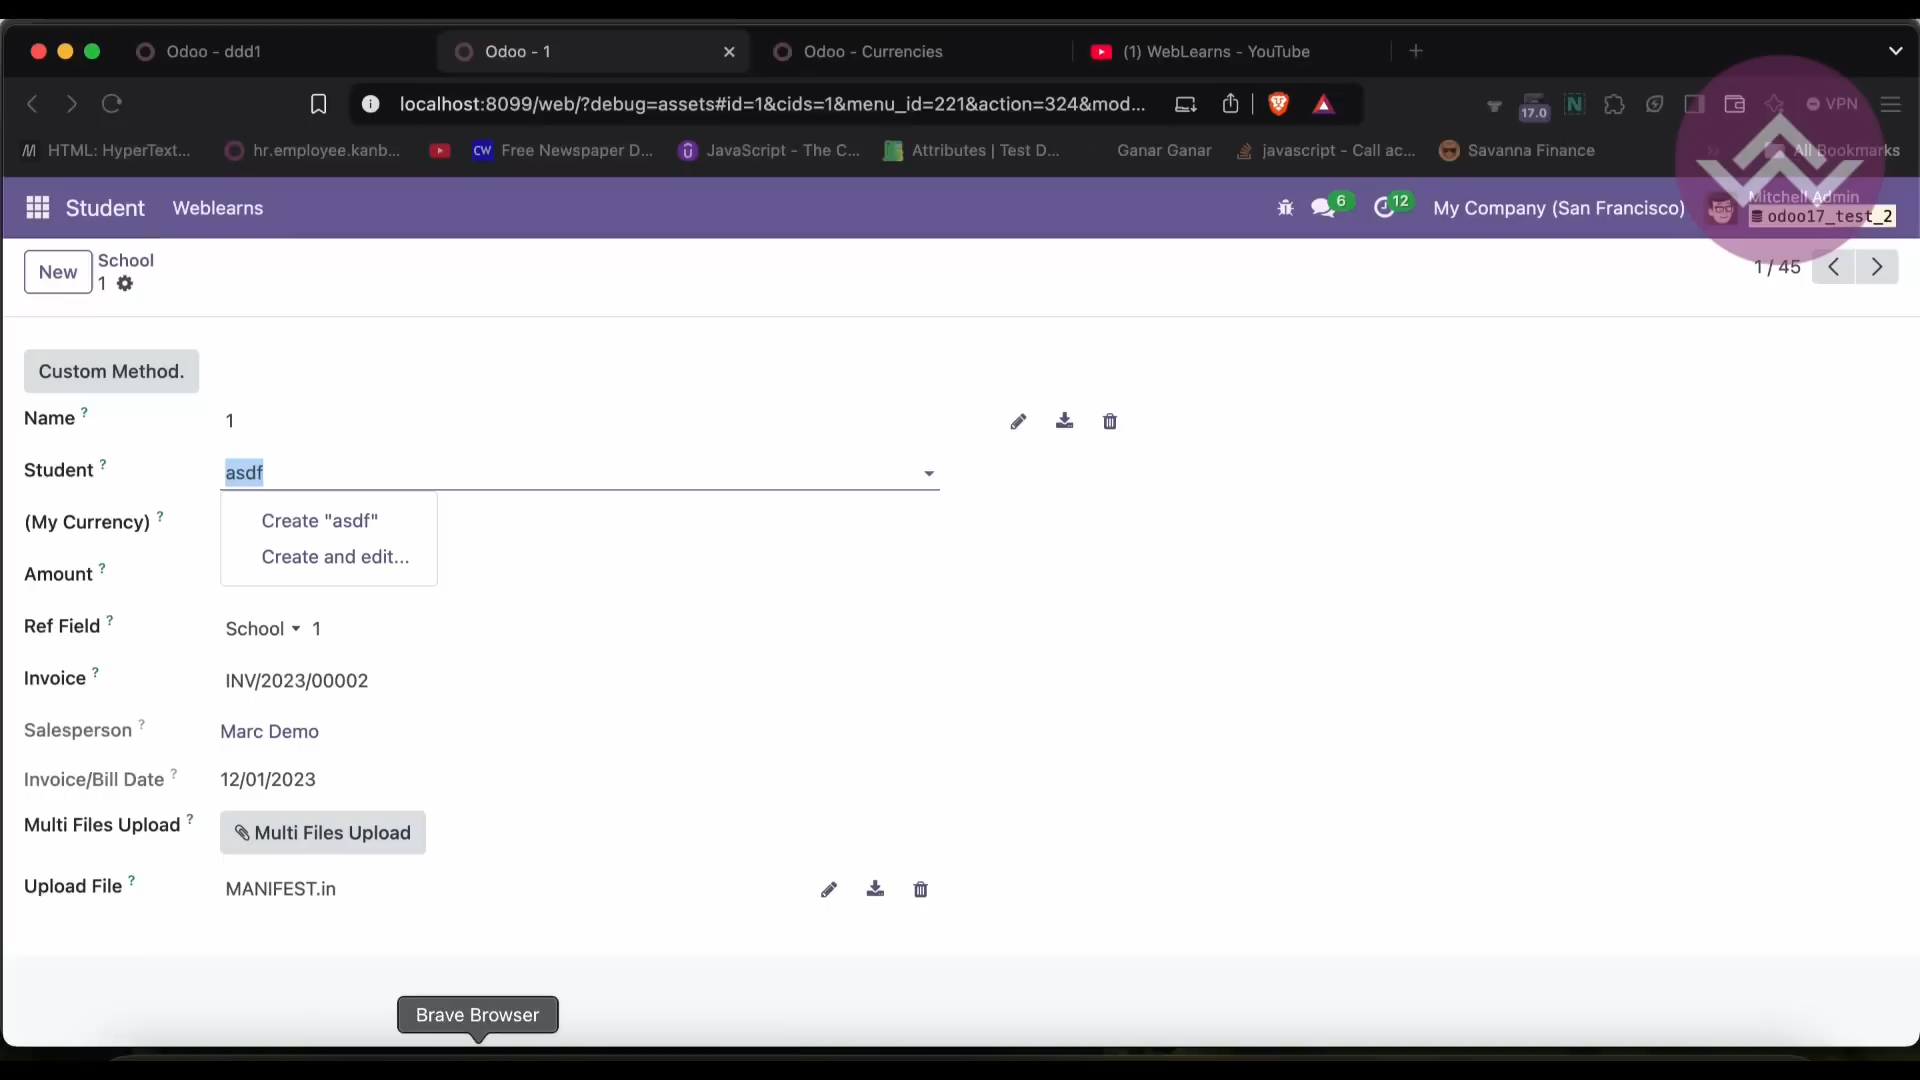 Odoo - ddd1
Odoo - 1
Odoo - Currencies
(1) WebLearns - YouTube
localhost:8099/web/?debug=assets#id=1&cids=1&menu_id=221&action=324&mod...
17.0
N
VPN
HTML: HyperText...
hr.employee.kanb...
CW Free Newspaper D...
JavaScript - The C...
Attributes | Test D...
Ganar Ganar
javascript - Call ac...
Savanna Finance
All Bookmarks
Student
Weblearns
6
12
My Company (San Francisco)
Mitchell Admin
odoo17_test_2
New
School
1
1 / 45
Custom Method.
Name ?
1
Student ?
asdf
(My Currency) ?
Create "asdf"
Create and edit...
Amount ?
Ref Field ?
School 1
Invoice ?
INV/2023/00002
Salesperson ?
Marc Demo
Invoice/Bill Date ?
12/01/2023
Multi Files Upload ?
Multi Files Upload
Upload File ?
MANIFEST.in
Brave Browser